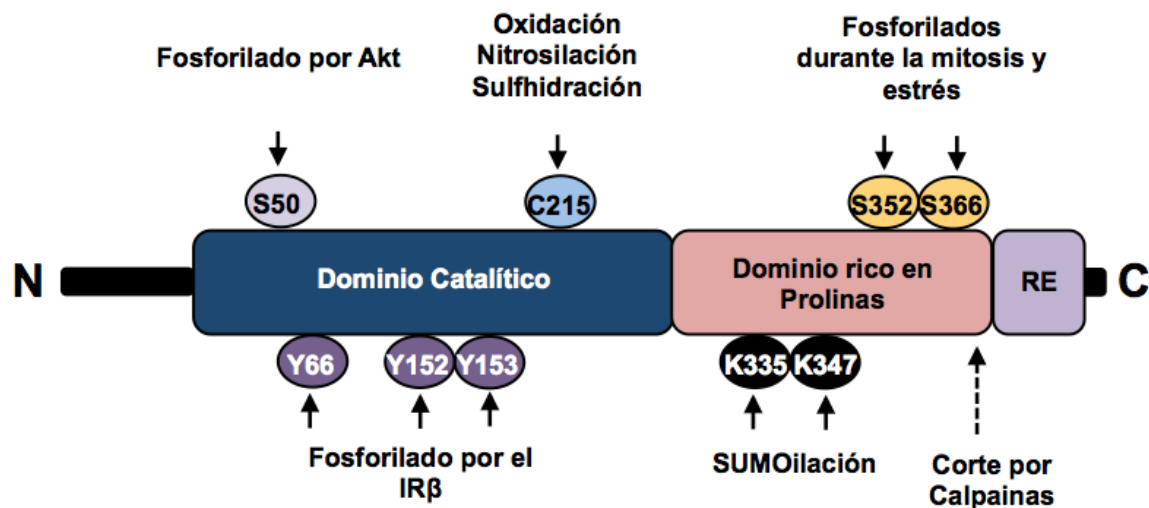 Fosforilado por Akt
Oxidación
Nitrosilación
Sulfhidración
Fosforilados
durante la mitosis y
estrés
S50
C215
S352
S366
N
Dominio Catalítico
Dominio rico en
Prolinas
RE
C
Y66
Y152
Y153
K335
K347
Fosforilado por el
IRβ
SUMOilación
Corte por
Calpainas